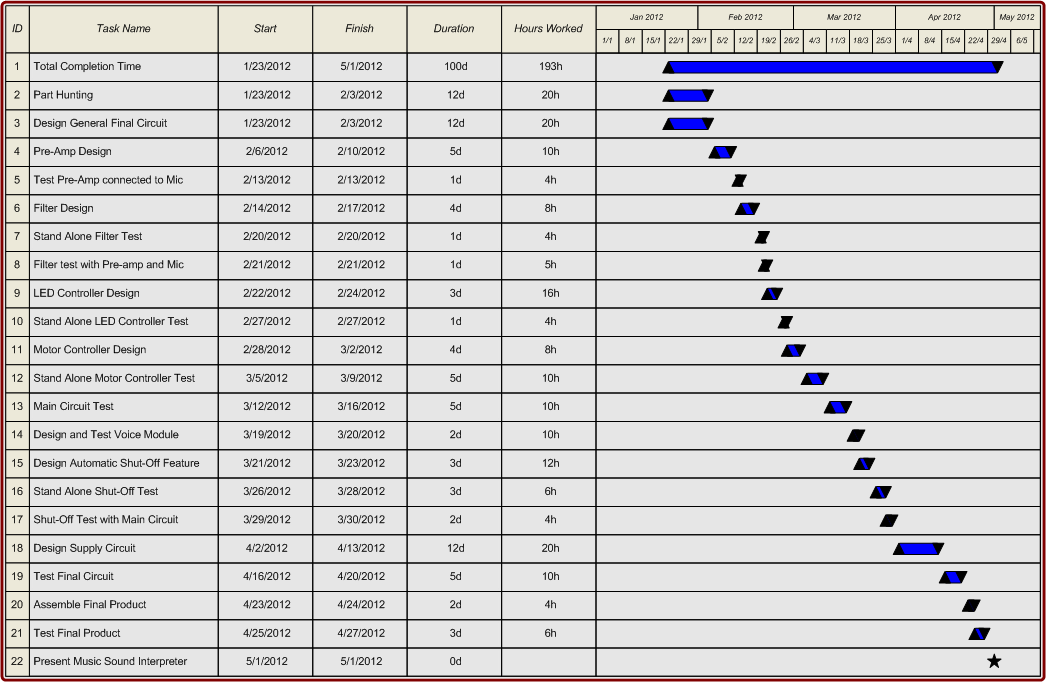 ID Task Name Start Finish Duration Hours Worked Jan 2012 Feb 2012 Mar 2012 Apr 2012 May 2012
1/1 8/1 15/1 22/1 29/1 5/2 12/2 19/2 26/2 4/3 11/3 18/3 25/3 1/4 8/4 15/4 22/4 29/4 6/5
1 Total Completion Time 1/23/2012 5/1/2012 100d 193h
2 Part Hunting 1/23/2012 2/3/2012 12d 20h
3 Design General Final Circuit 1/23/2012 2/3/2012 12d 20h
4 Pre-Amp Design 2/6/2012 2/10/2012 5d 10h
5 Test Pre-Amp connected to Mic 2/13/2012 2/13/2012 1d 4h
6 Filter Design 2/14/2012 2/17/2012 4d 8h
7 Stand Alone Filter Test 2/20/2012 2/20/2012 1d 4h
8 Filter test with Pre-amp and Mic 2/21/2012 2/21/2012 1d 5h
9 LED Controller Design 2/22/2012 2/24/2012 3d 16h
10 Stand Alone LED Controller Test 2/27/2012 2/27/2012 1d 4h
11 Motor Controller Design 2/28/2012 3/2/2012 4d 8h
12 Stand Alone Motor Controller Test 3/5/2012 3/9/2012 5d 10h
13 Main Circuit Test 3/12/2012 3/16/2012 5d 10h
14 Design and Test Voice Module 3/19/2012 3/20/2012 2d 10h
15 Design Automatic Shut-Off Feature 3/21/2012 3/23/2012 3d 12h
16 Stand Alone Shut-Off Test 3/26/2012 3/28/2012 3d 6h
17 Shut-Off Test with Main Circuit 3/29/2012 3/30/2012 2d 4h
18 Design Supply Circuit 4/2/2012 4/13/2012 12d 20h
19 Test Final Circuit 4/16/2012 4/20/2012 5d 10h
20 Assemble Final Product 4/23/2012 4/24/2012 2d 4h
21 Test Final Product 4/25/2012 4/27/2012 3d 6h
22 Present Music Sound Interpreter 5/1/2012 5/1/2012 0d